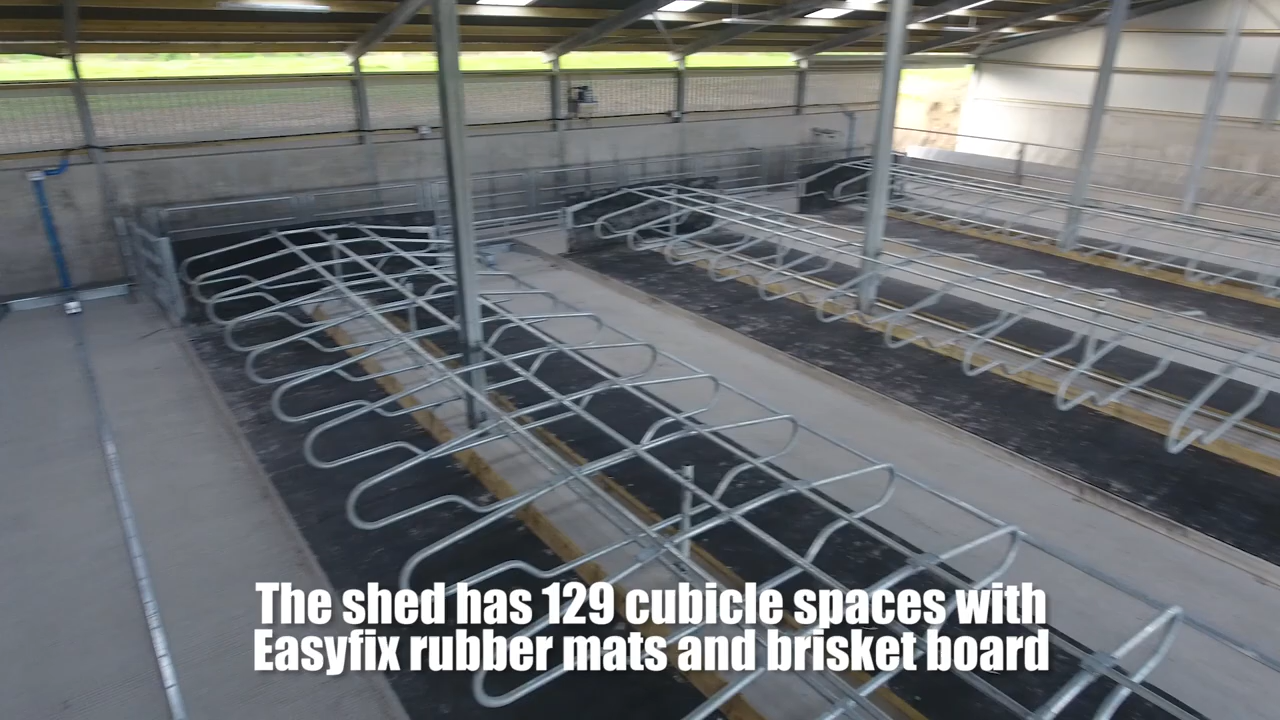 The shed has 129 cubicle spaces with
Easyfix rubber mats and brisket board